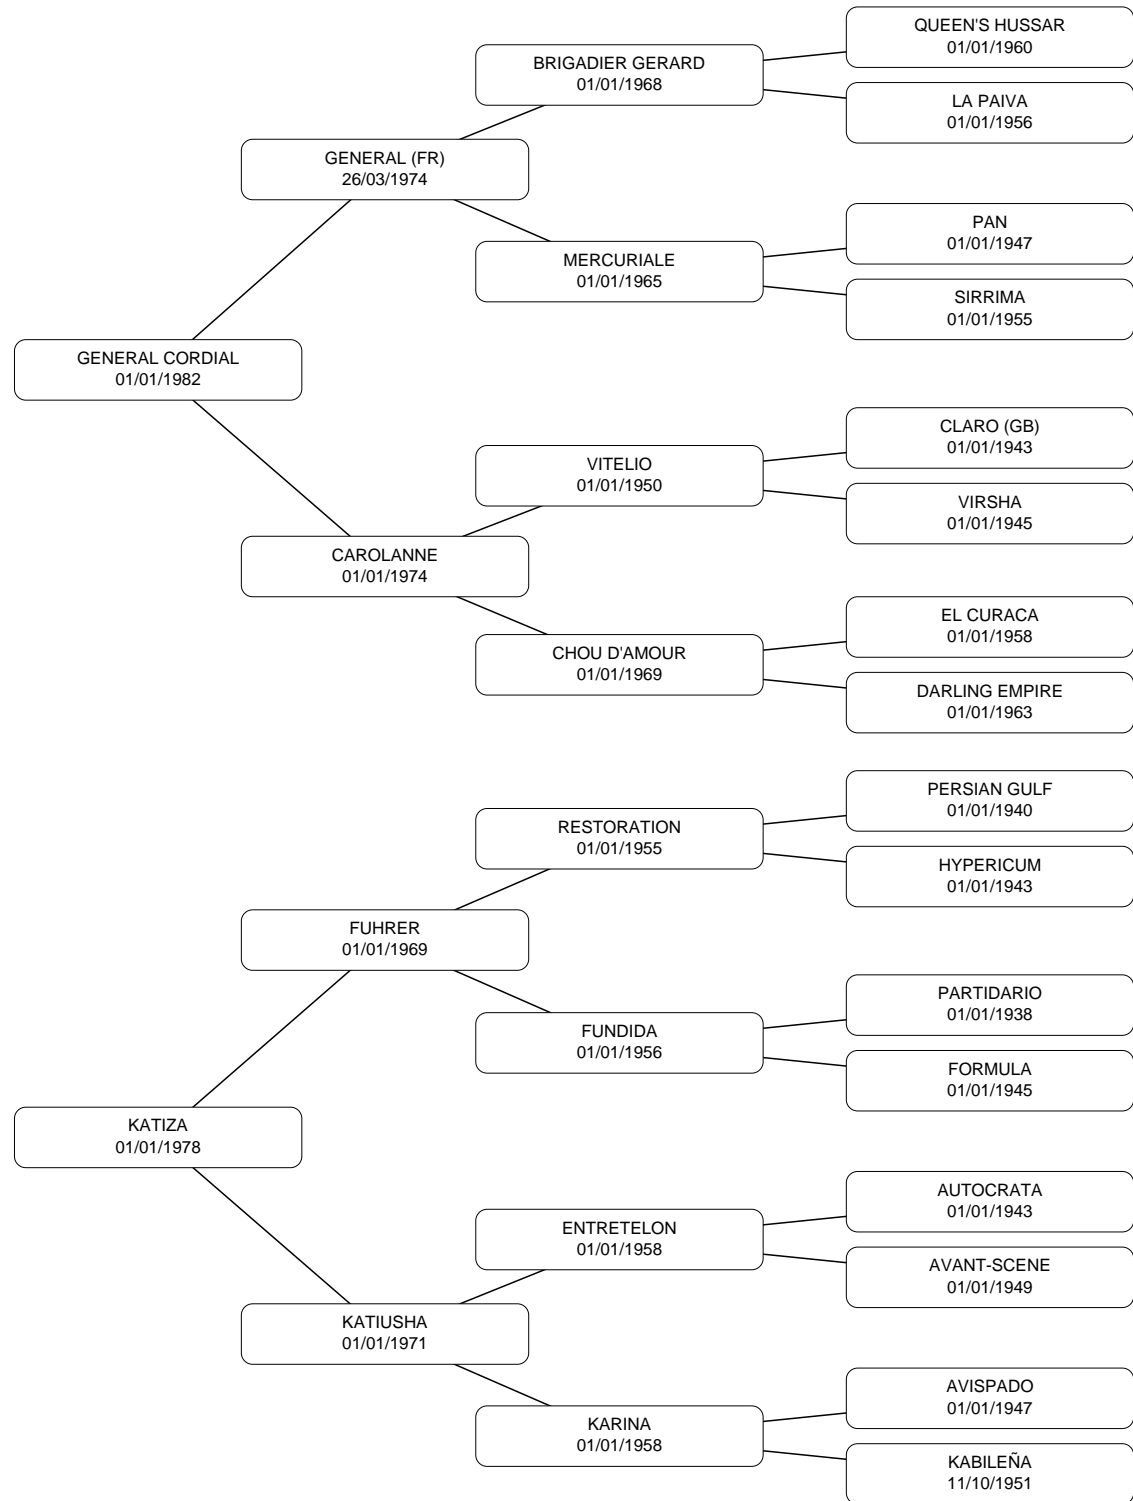 QUEEN'S HUSSAR
01/01/1960
BRIGADIER GERARD
01/01/1968
LA PAIVA
01/01/1956
GENERAL (FR)
26/03/1974
PAN
01/01/1947
MERCURIALE
01/01/1965
SIRRIMA
01/01/1955
GENERAL CORDIAL
01/01/1982
CLARO (GB)
01/01/1943
VITELIO
01/01/1950
VIRSHA
01/01/1945
CAROLANNE
01/01/1974
EL CURACA
01/01/1958
CHOU D'AMOUR
01/01/1969
DARLING EMPIRE
01/01/1963
PERSIAN GULF
01/01/1940
RESTORATION
01/01/1955
HYPERICUM
01/01/1943
FUHRER
01/01/1969
PARTIDARIO
01/01/1938
FUNDIDA
01/01/1956
FORMULA
01/01/1945
KATIZA
01/01/1978
AUTOCRATA
01/01/1943
ENTRETELON
01/01/1958
AVANT-SCENE
01/01/1949
KATIUSHA
01/01/1971
AVISPADO
01/01/1947
KARINA
01/01/1958
KABILEÑA
11/10/1951